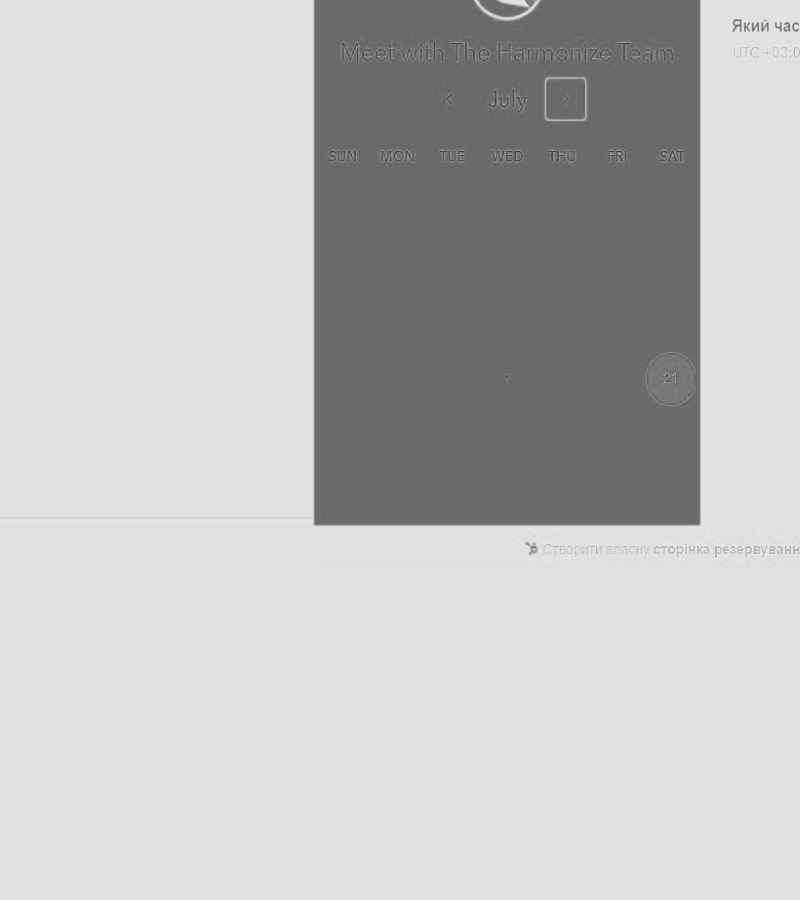 Який час
UTC +03:0
Meet with The Harmonize Team
July
SUN MON TUE WED THU FRI SAT
21
Створити власну сторінка резервуванн